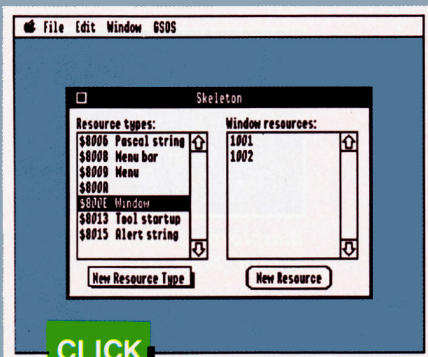 File Edit Window GSOS
Skeleton
Resource types:
$8006 Pascal string
$8008 Menu bar
$8009 Menu
$800A
$800E Window
$8013 Tool startup
$8015 Alert string
New Resource Type
Window resources:
1001
1002
New Resource
CLICK